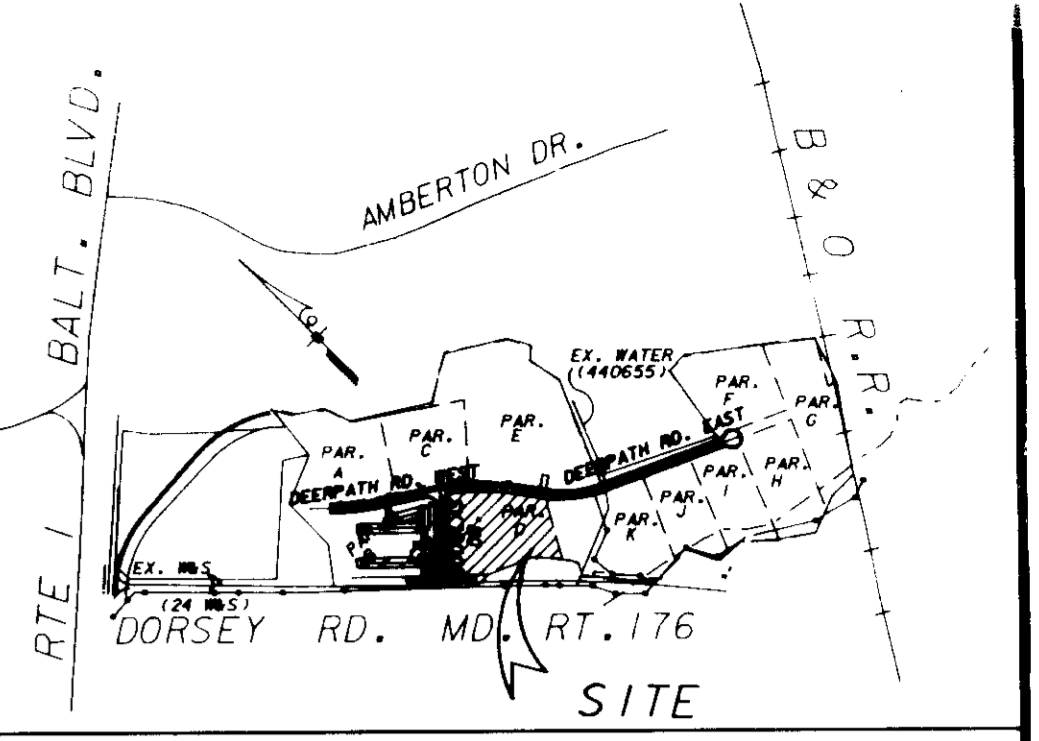 RTE 1 BALT. BLVD.
AMBERTON DR.
B & O R.R.
EX. WATER
(440655)
PAR.
F
PAR.
G
PAR.
E
PAR.
C
PAR.
A
DEERPATH RD. WEST
DEERPATH RD. EAST
PAR.
I
PAR.
H
PAR.
J
PAR.
D
PAR.
K
EX. W&S
(24 W&S)
DORSEY RD. MD. RT. 176
SITE